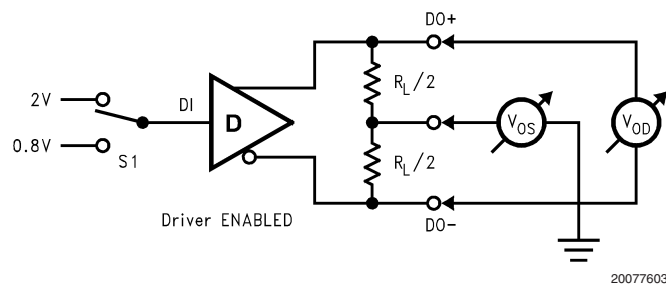 DO+
2V
DI
D
R_L/2
V_OS
V_OD
0.8V
S1
R_L/2
Driver ENABLED
DO−
20077603